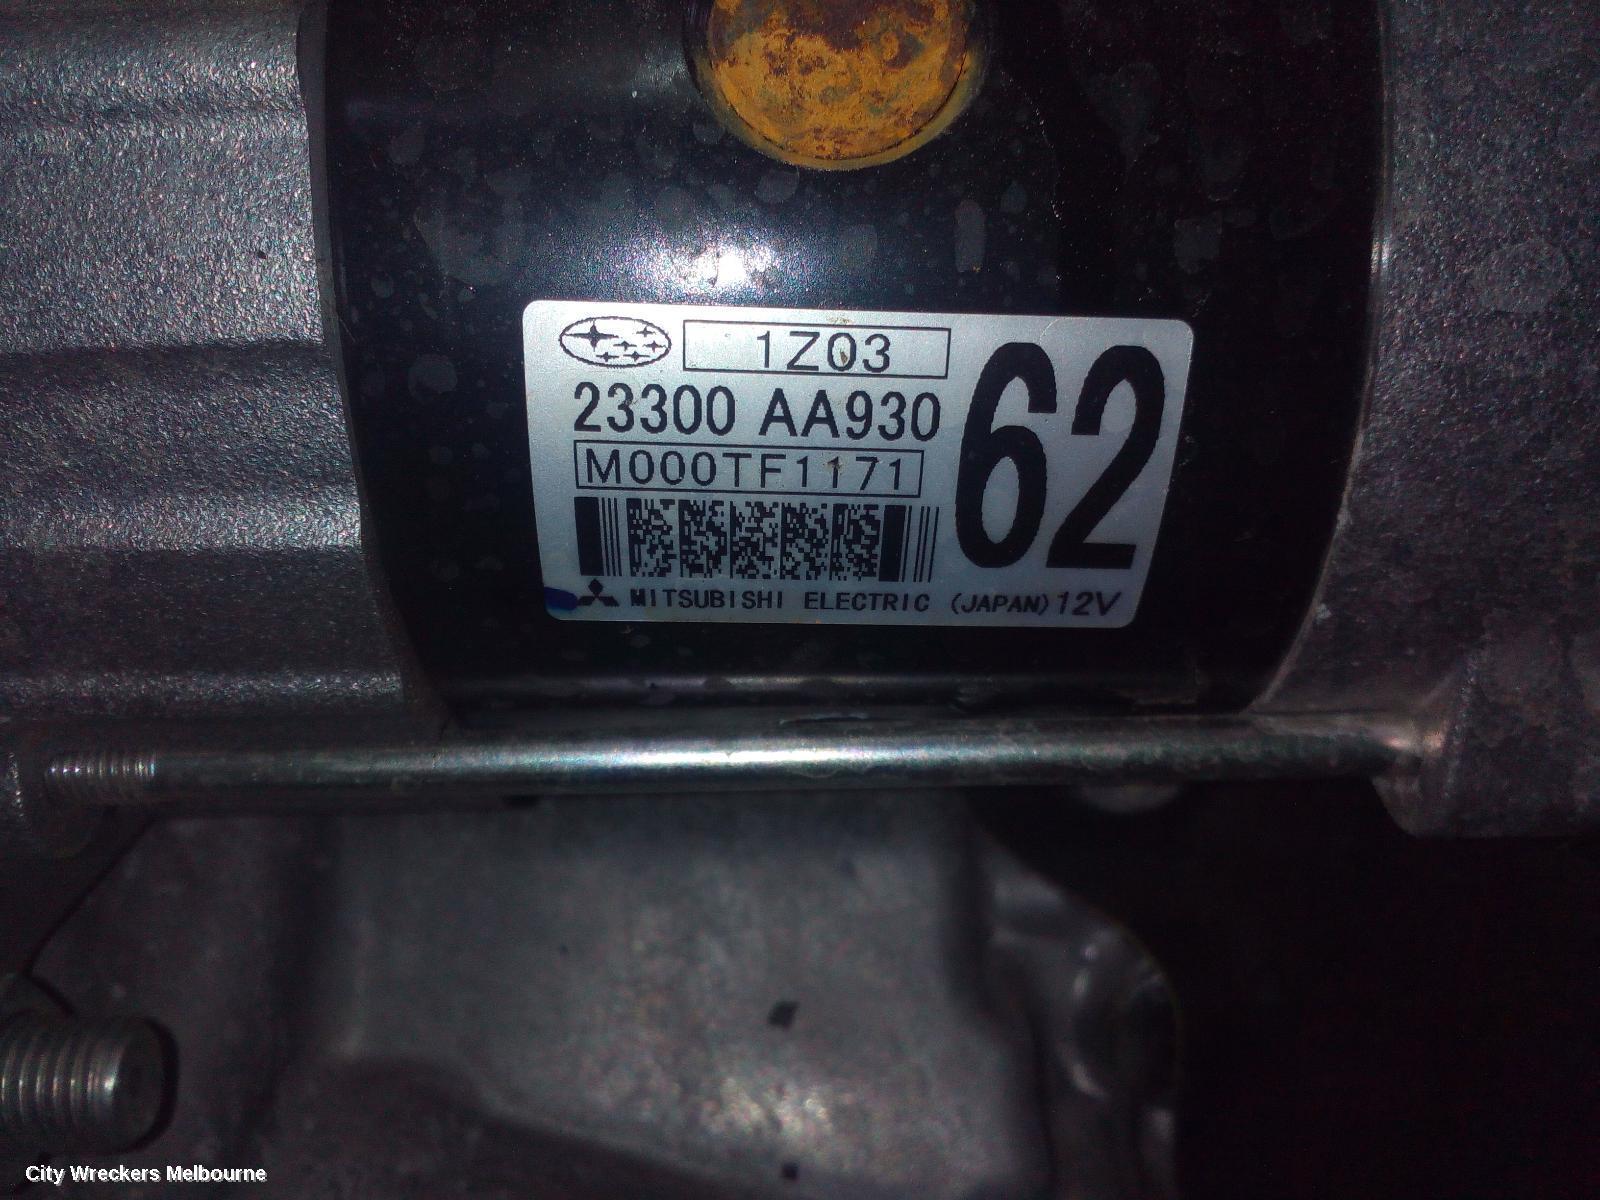 1Z03
23300 AA930
M000TF1171
62
MITSUBISHI ELECTRIC (JAPAN) 12V
City Wreckers Melbourne